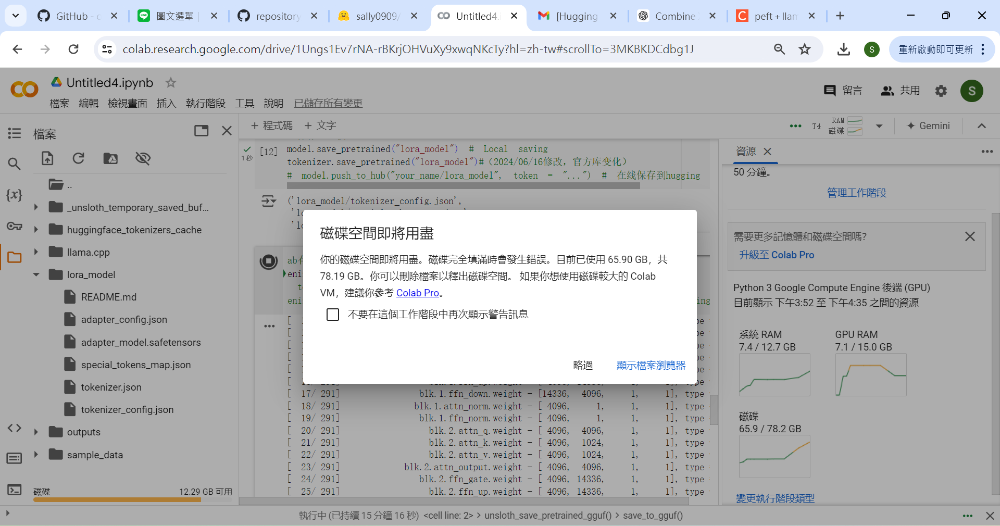 GitHub - c
圖文選單 |
repository
sally0909/
Untitled4.i
[Hugging
Combine
peft + llam
colab.research.google.com/drive/1Ungs1Ev7rNA-rBKrjOHVuXy9xwqNKcTy?hl=zh-tw#scrollTo=3MKBKDCdbg1J
S
重新啟動即可更新
CO
Untitled4.ipynb
檔案 編輯 檢視畫面 插入 執行階段 工具 說明 已儲存所有變更
留言
共用
S
檔案
+ 程式碼 + 文字
T4
RAM
磁碟
Gemini
..
_unsloth_temporary_saved_buf...
huggingface_tokenizers_cache
llama.cpp
lora_model
README.md
adapter_config.json
adapter_model.safetensors
special_tokens_map.json
tokenizer.json
tokenizer_config.json
outputs
sample_data
磁碟
12.29 GB 可用
1 秒
[12]
model.save_pretrained("lora_model") # Local saving
tokenizer.save_pretrained("lora_model")#（2024/06/16修改，官方库变化）
# model.push_to_hub("your_name/lora_model", token = "...") # 在线保存到hugging
('lora_model/tokenizer_config.json',
磁碟空間即將用盡
你的磁碟空間即將用盡。磁碟完全填滿時會發生錯誤。目前已使用 65.90 GB，共
78.19 GB。你可以刪除檔案以釋出磁碟空間。 如果你想使用磁碟較大的 Colab
VM，建議你參考 Colab Pro。
不要在這個工作階段中再次顯示警告訊息
略過
顯示檔案瀏覽器
[ 17/ 291] blk.1.ffn_down.weight - [14336, 4096, 1, 1], type
[ 18/ 291] blk.1.attn_norm.weight - [ 4096, 1, 1, 1], type
[ 19/ 291] blk.1.ffn_norm.weight - [ 4096, 1, 1, 1], type
[ 20/ 291] blk.2.attn_q.weight - [ 4096, 4096, 1, 1], type
[ 21/ 291] blk.2.attn_k.weight - [ 4096, 1024, 1, 1], type
[ 22/ 291] blk.2.attn_v.weight - [ 4096, 1024, 1, 1], type
[ 23/ 291] blk.2.attn_output.weight - [ 4096, 4096, 1, 1], type
[ 24/ 291] blk.2.ffn_gate.weight - [ 4096, 14336, 1, 1], type
[ 25/ 291] blk.2.ffn_up.weight - [ 4096, 14336, 1, 1], type
資源
50 分鐘。
管理工作階段
需要更多記憶體和磁碟空間嗎?
升級至 Colab Pro
Python 3 Google Compute Engine 後端 (GPU)
目前顯示 下午3:52 至 下午4:35 之間的資源
系統 RAM
7.4 / 12.7 GB
GPU RAM
7.1 / 15.0 GB
磁碟
65.9 / 78.2 GB
變更執行階段類型
執行中 (已持續 15 分鐘 16 秒) <cell line: 2> > unsloth_save_pretrained_gguf() > save_to_gguf()